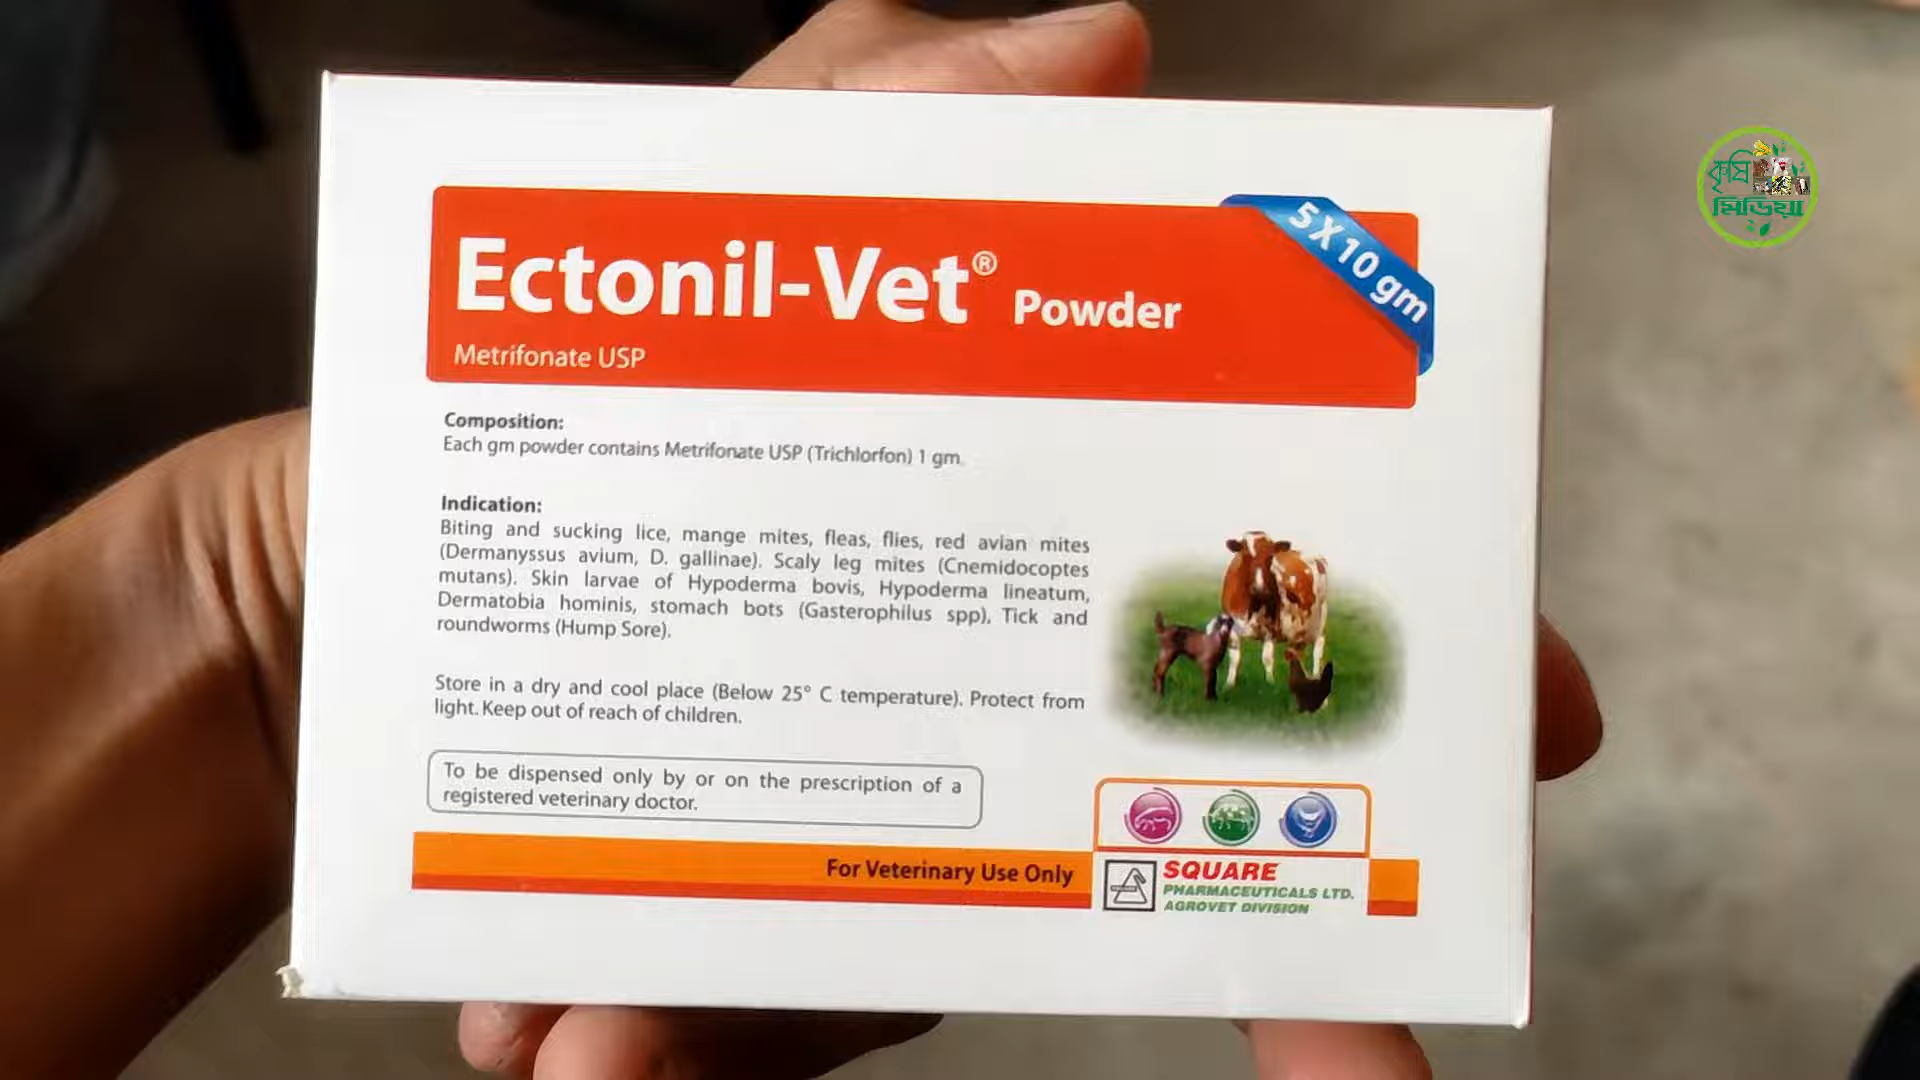 Ectonil-Vet® Powder
5 X 10 gm
Metrifonate USP
Composition:
Each gm powder contains Metrifonate USP (Trichlorfon) 1 gm.
Indication:
Biting and sucking lice, mange mites, fleas, flies, red avian mites
(Dermanyssus avium, D. gallinae). Scaly leg mites (Cnemidocoptes
mutans). Skin larvae of Hypoderma bovis, Hypoderma lineatum,
Dermatobia hominis, stomach bots (Gasterophilus spp), Tick and
roundworms (Hump Sore).
Store in a dry and cool place (Below 25° C temperature). Protect from
light. Keep out of reach of children.
To be dispensed only by or on the prescription of a
registered veterinary doctor.
For Veterinary Use Only
SQUARE
PHARMACEUTICALS LTD.
AGROVET DIVISION
কৃষি
মিডিয়া